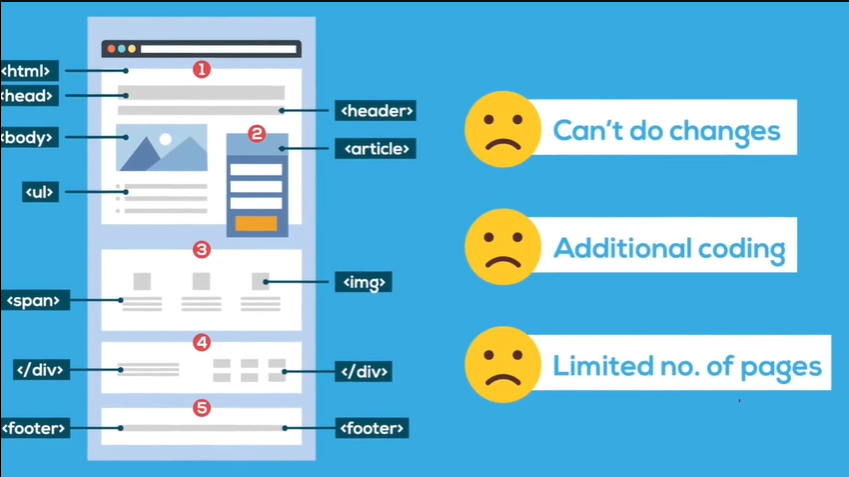 <html>
<head>
<body>
<ul>
<span>
</div>
<footer>
1
2
3
4
5
<header>
<article>
<img>
</div>
<footer>
Can't do changes
Additional coding
Limited no. of pages